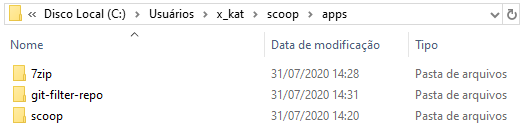 « Disco Local (C:) > Usuários > x_kat > scoop > apps
Nome Data de modificação Tipo
7zip 31/07/2020 14:28 Pasta de arquivos
git-filter-repo 31/07/2020 14:31 Pasta de arquivos
scoop 31/07/2020 14:20 Pasta de arquivos